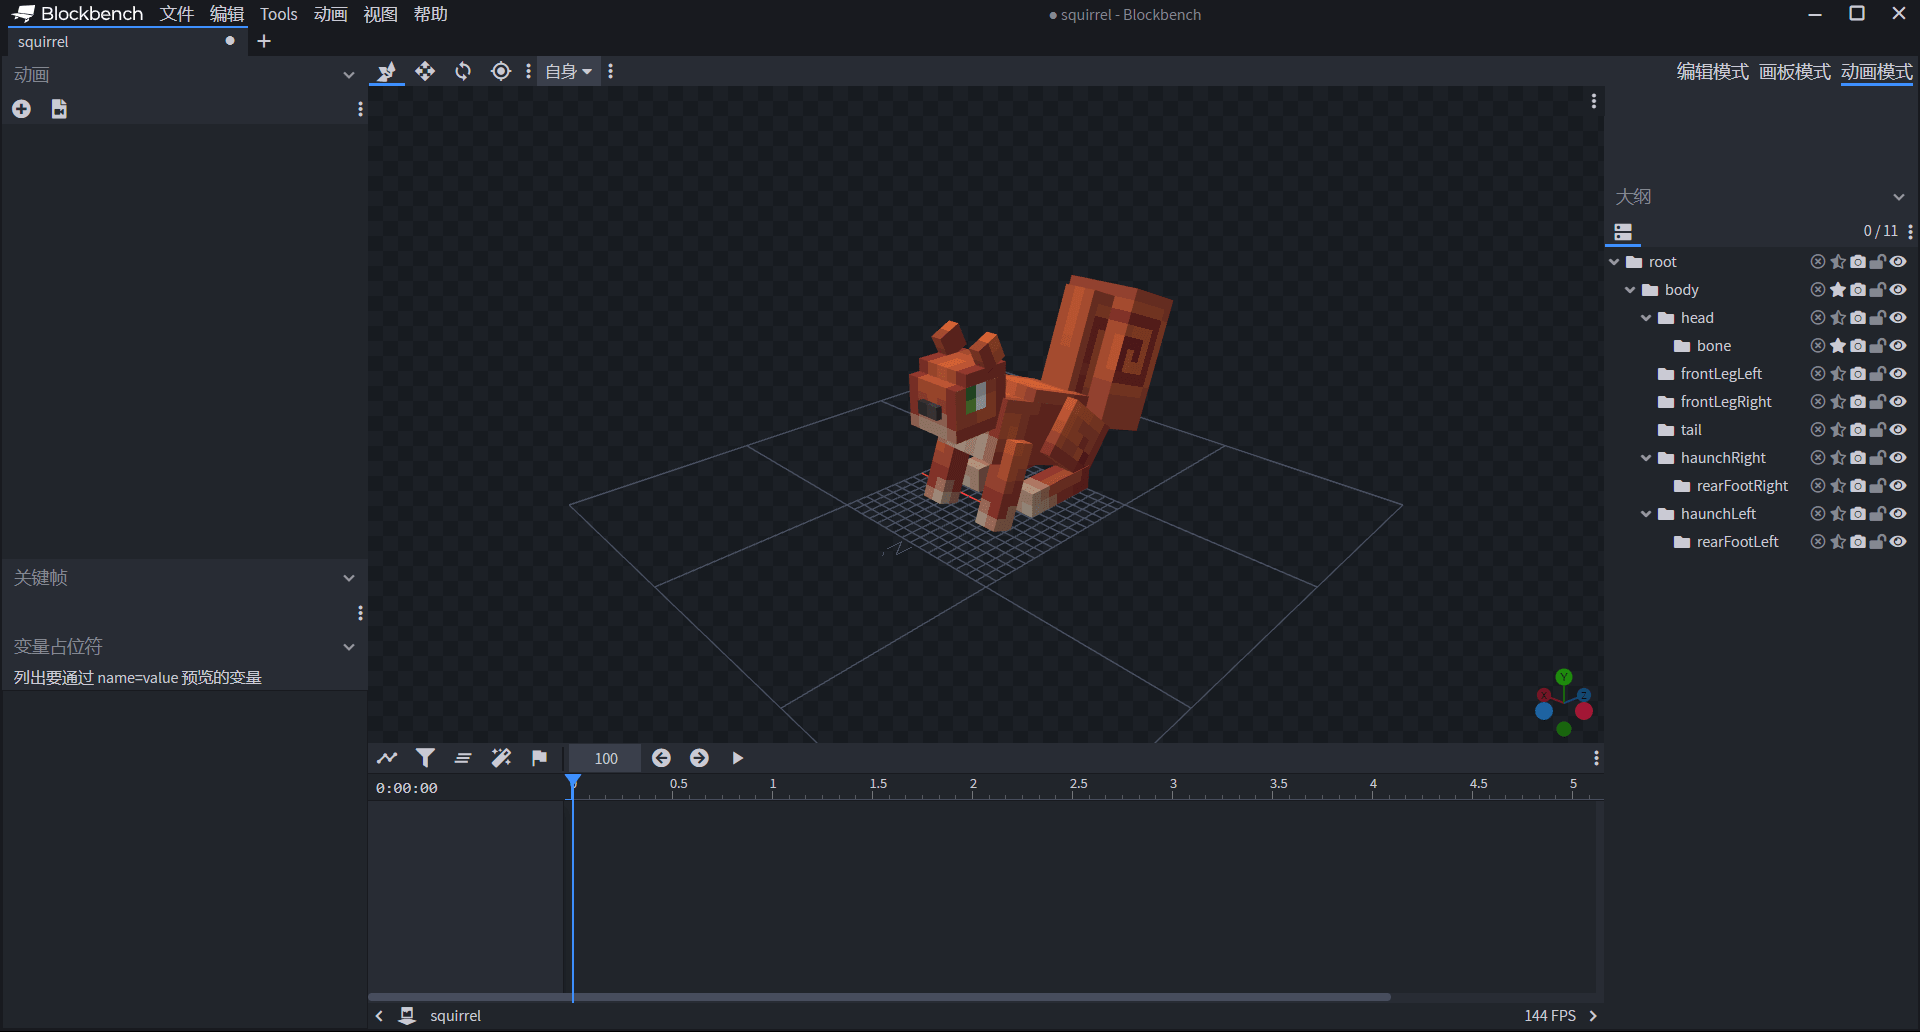 Blockbench 文件 编辑 Tools 动画 视图 帮助
squirrel - Blockbench
squirrel
动画
自身
编辑模式 画板模式 动画模式
大纲
0 / 11
root
body
head
bone
frontLegLeft
frontLegRight
tail
haunchRight
rearFootRight
haunchLeft
rearFootLeft
关键帧
变量占位符
列出要通过 name=value 预览的变量
Y
X
Z
100
0:00:00
0 0.5 1 1.5 2 2.5 3 3.5 4 4.5 5
squirrel
144 FPS